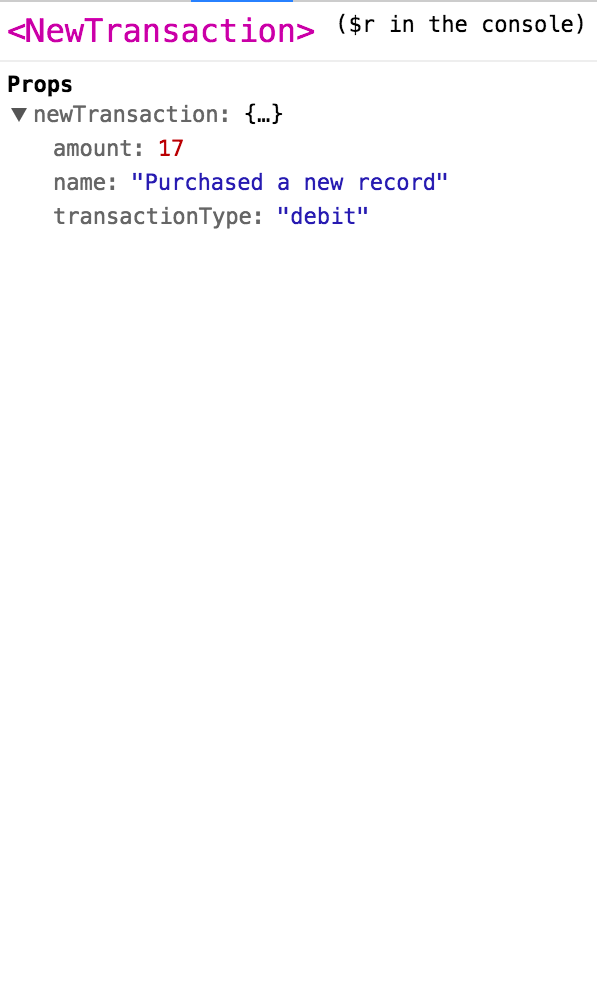 <NewTransaction> ($r in the console)
Props
▼newTransaction: {…}
amount: 17
name: "Purchased a new record"
transactionType: "debit"